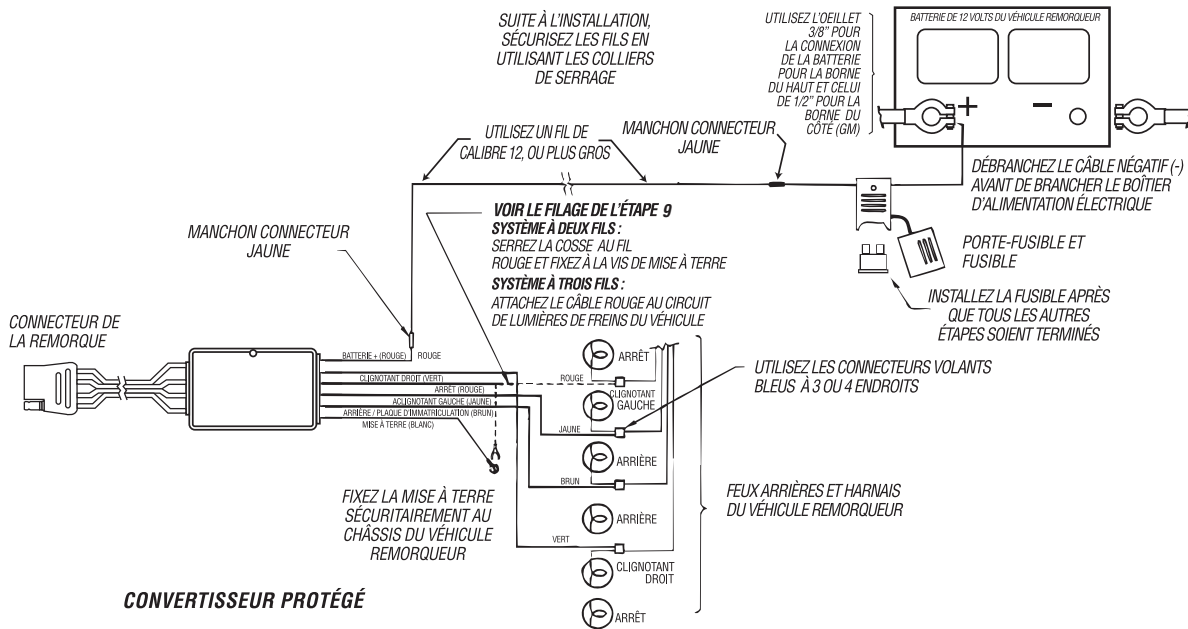 SUITE À L'INSTALLATION,
SÉCURISEZ LES FILS EN
UTILISANT LES COLLIERS
DE SERRAGE
UTILISEZ L'OEILLET
3/8" POUR
LA CONNEXION
DE LA BATTERIE
POUR LA BORNE
DU HAUT ET CELUI
DE 1/2" POUR LA
BORNE DU
CÔTÉ (GM)
BATTERIE DE 12 VOLTS DU VÉHICULE REMORQUEUR
+
−
UTILISEZ UN FIL DE
CALIBRE 12, OU PLUS GROS
MANCHON CONNECTEUR
JAUNE
DÉBRANCHEZ LE CÂBLE NÉGATIF (-)
AVANT DE BRANCHER LE BOÎTIER
D'ALIMENTATION ÉLECTRIQUE
MANCHON CONNECTEUR
JAUNE
VOIR LE FILAGE DE L'ÉTAPE 9
SYSTÈME À DEUX FILS :
SERREZ LA COSSE AU FIL
ROUGE ET FIXEZ À LA VIS DE MISE À TERRE
SYSTÈME À TROIS FILS :
ATTACHEZ LE CÂBLE ROUGE AU CIRCUIT
DE LUMIÈRES DE FREINS DU VÉHICULE
PORTE-FUSIBLE ET
FUSIBLE
INSTALLEZ LA FUSIBLE APRÈS
QUE TOUS LES AUTRES
ÉTAPES SOIENT TERMINÉS
CONNECTEUR DE
LA REMORQUE
BATTERIE + (ROUGE)
ROUGE
CLIGNOTANT DROIT (VERT)
ARRÊT (ROUGE)
ACLIGNOTANT GAUCHE (JAUNE)
ARRIÈRE / PLAQUE D'IMMATRICULATION (BRUN)
MISE À TERRE (BLANC)
ARRÊT
ROUGE
CLIGNOTANT
GAUCHE
JAUNE
ARRIÈRE
BRUN
ARRIÈRE
VERT
CLIGNOTANT
DROIT
ARRÊT
UTILISEZ LES CONNECTEURS VOLANTS
BLEUS À 3 OU 4 ENDROITS
FEUX ARRIÈRES ET HARNAIS
DU VÉHICULE REMORQUEUR
FIXEZ LA MISE À TERRE
SÉCURITAIREMENT AU
CHÂSSIS DU VÉHICULE
REMORQUEUR
CONVERTISSEUR PROTÉGÉ